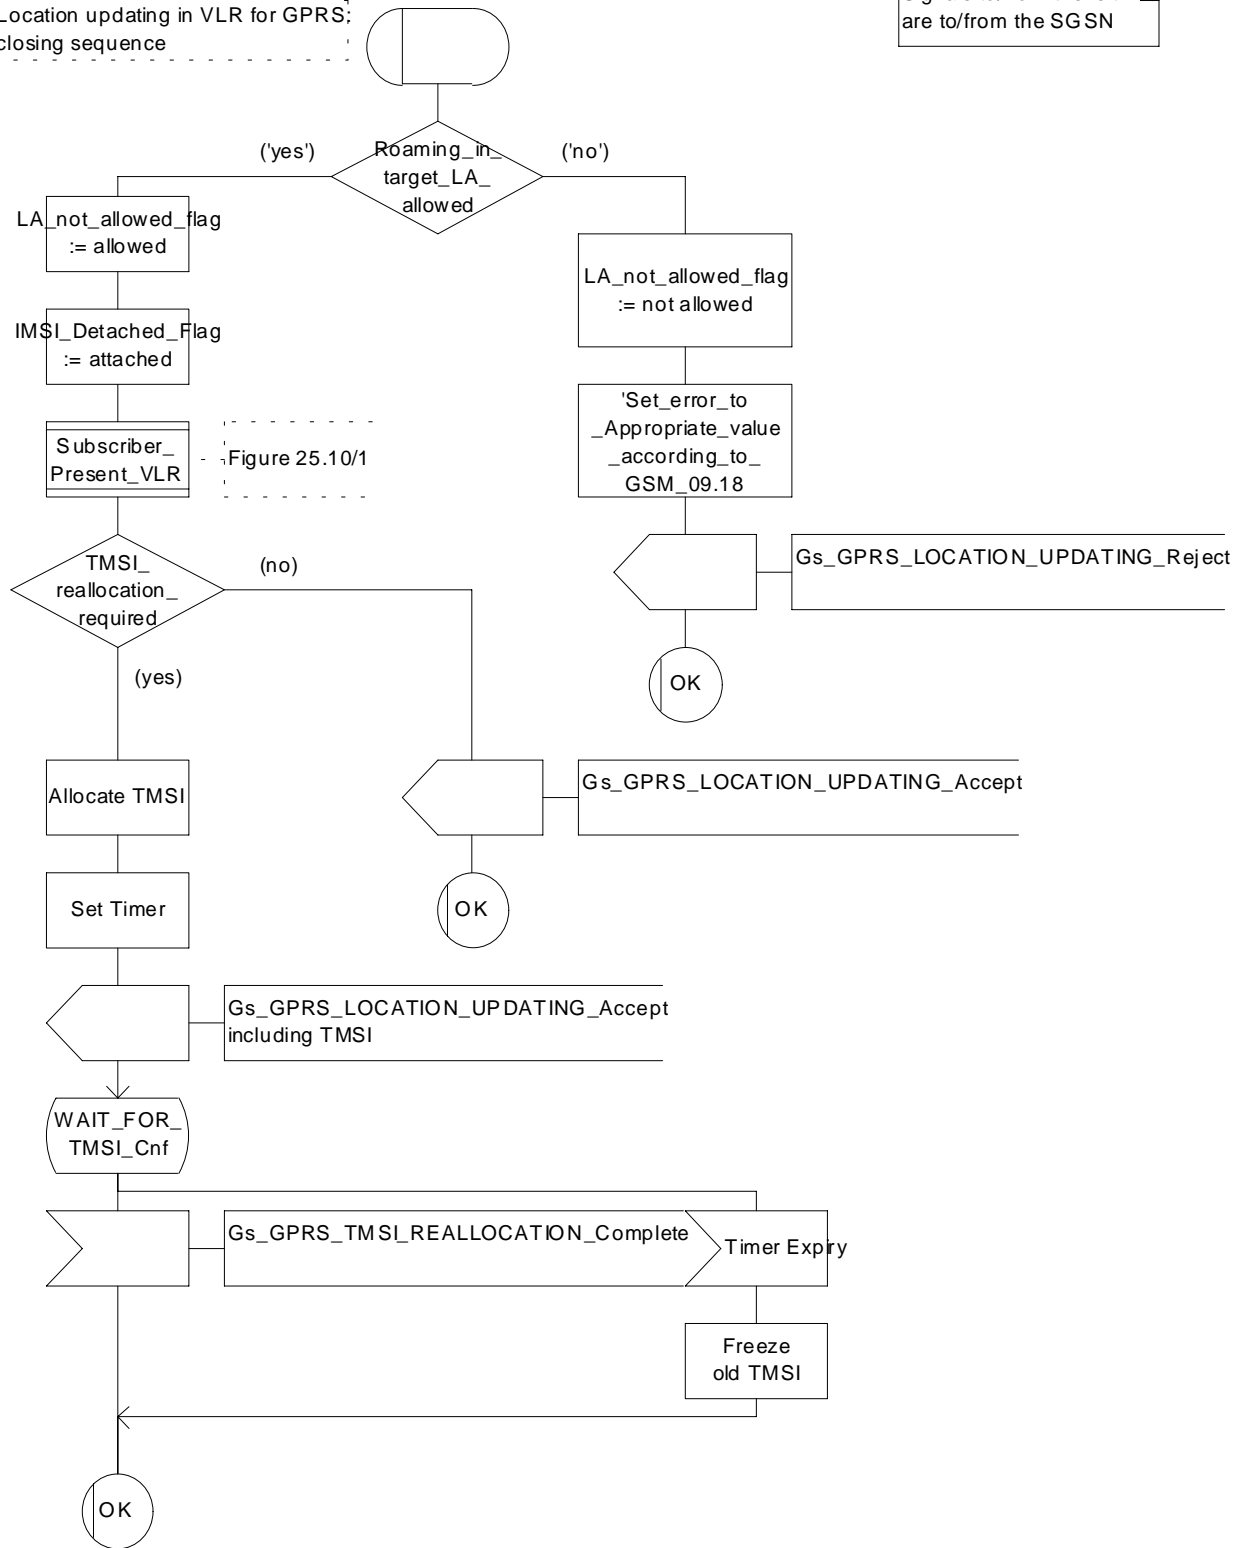 Location updating in VLR for GPRS;
closing sequence
are to/from the SGSN
('yes')
Roaming_in_
target_LA_
allowed
('no')
LA_not_allowed_flag
:= allowed
LA_not_allowed_flag
:= not allowed
IMSI_Detached_Flag
:= attached
'Set_error_to
_Appropriate_value
_according_to_
GSM_09.18
Subscriber_
Present_VLR
Figure 25.10/1
TMSI_
reallocation_
required
(no)
Gs_GPRS_LOCATION_UPDATING_Reject
(yes)
OK
Allocate TMSI
Gs_GPRS_LOCATION_UPDATING_Accept
Set Timer
OK
Gs_GPRS_LOCATION_UPDATING_Accept
including TMSI
WAIT_FOR_
TMSI_Cnf
Gs_GPRS_TMSI_REALLOCATION_Complete
Timer Expiry
Freeze
old TMSI
OK